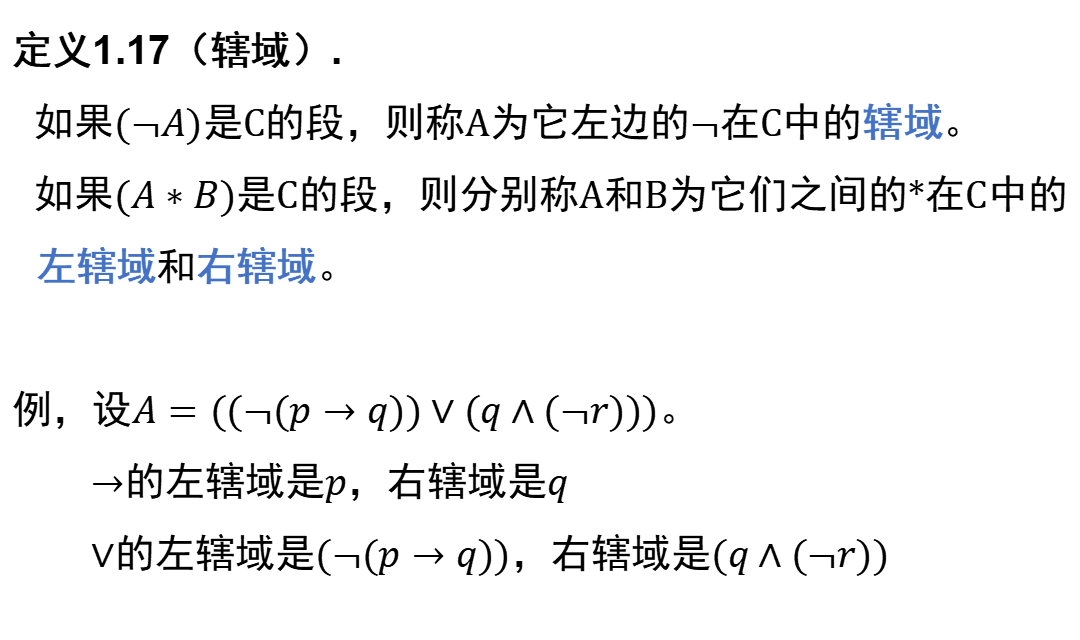 定义1.17（辖域）.
如果(¬A)是C的段，则称A为它左边的¬在C中的辖域。
如果(A ∗ B)是C的段，则分别称A和B为它们之间的*在C中的
左辖域和右辖域。
例，设A = ((¬(p → q)) ∨ (q ∧ (¬r)))。
→的左辖域是p，右辖域是q
∨的左辖域是(¬(p → q))，右辖域是(q ∧ (¬r))